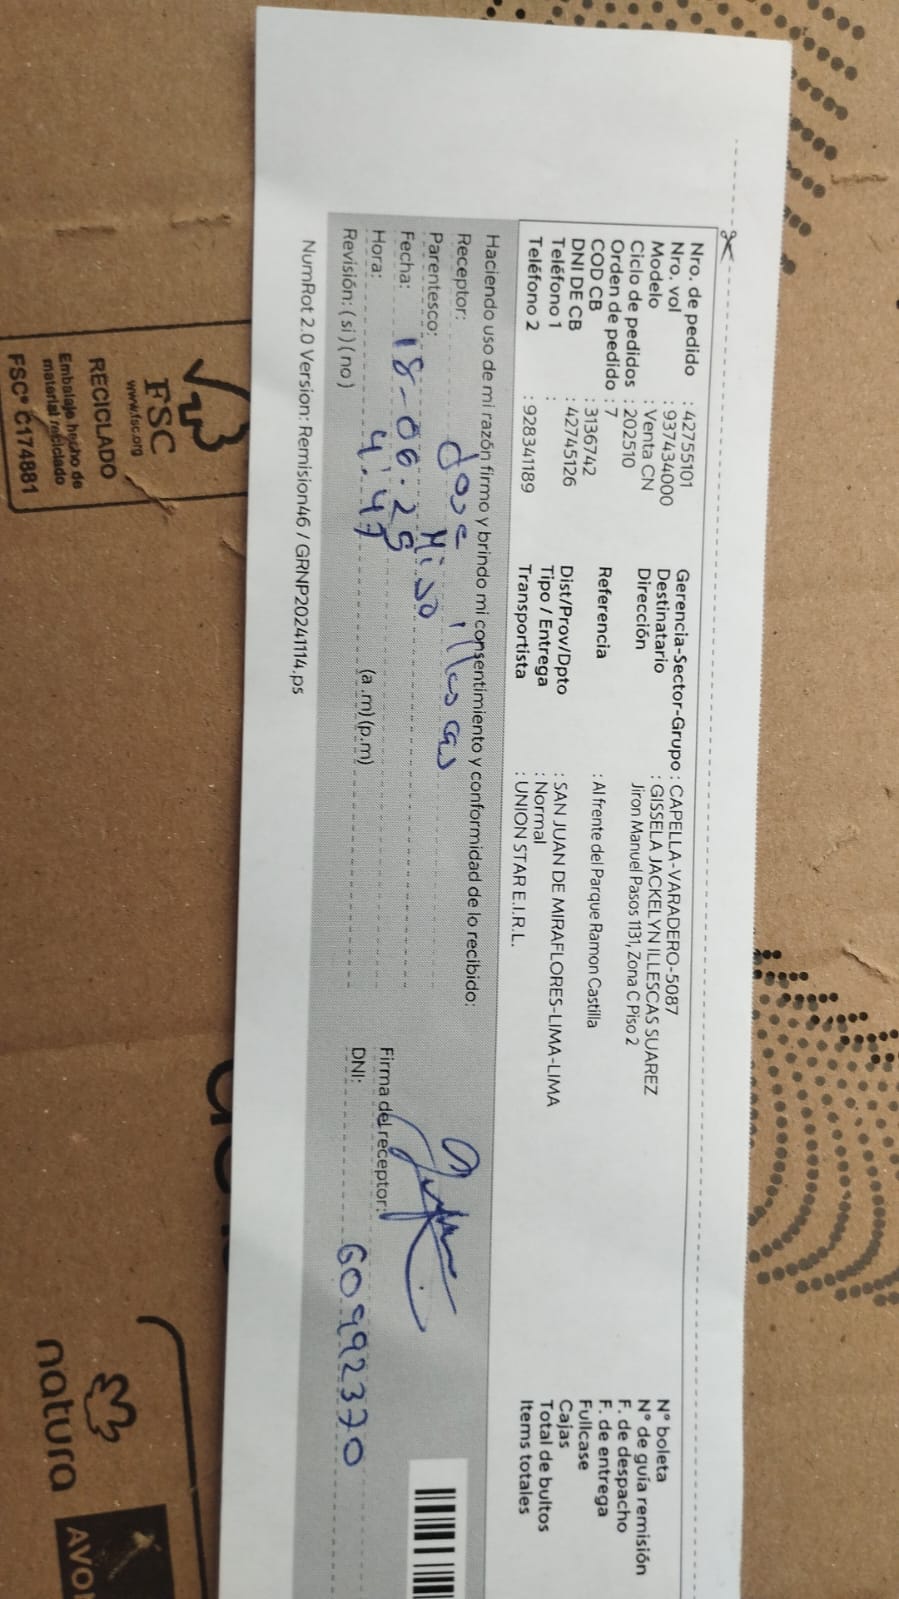 Nro. de pedido : 42755101
Nro. vol : 937434000
Modelo : Venta CN
Ciclo de pedidos : 202510
Orden de pedido : 7
COD CB : 3136742
DNI DE CB : 42745126
Teléfono 1 :
Teléfono 2 : 928341189
Gerencia-Sector-Grupo : CAPELLA-VARADERO-5087
Destinatario : GISSELA JACKELYN ILLESCAS SUAREZ
Dirección Jiron Manuel Pasos 1131, Zona C Piso 2
Referencia : Al frente del Parque Ramon Castilla
Dist/Prov/Dpto : SAN JUAN DE MIRAFLORES-LIMA-LIMA
Tipo / Entrega : Normal
Transportista : UNION STAR E.I.R.L.
N° boleta
N° de guía remisión
F. de despacho
F. de entrega
Fullcase
Cajas
Total de bultos
Items totales
Haciendo uso de mi razón firmo y brindo mi consentimiento y conformidad de lo recibido:
Receptor: Jose illescas
Parentesco: Hijo
Fecha: 18-06-25
Hora: 4:47 (a.m) (p.m)
Revisión: ( si ) ( no )
Firma del receptor:
DNI: 60992370
NumRot 2.0 Version: Remision46 / GRNP20241114.ps
FSC
www.fsc.org
RECICLADO
Embalaje hecho de
material reciclado
FSC® C174881
natura